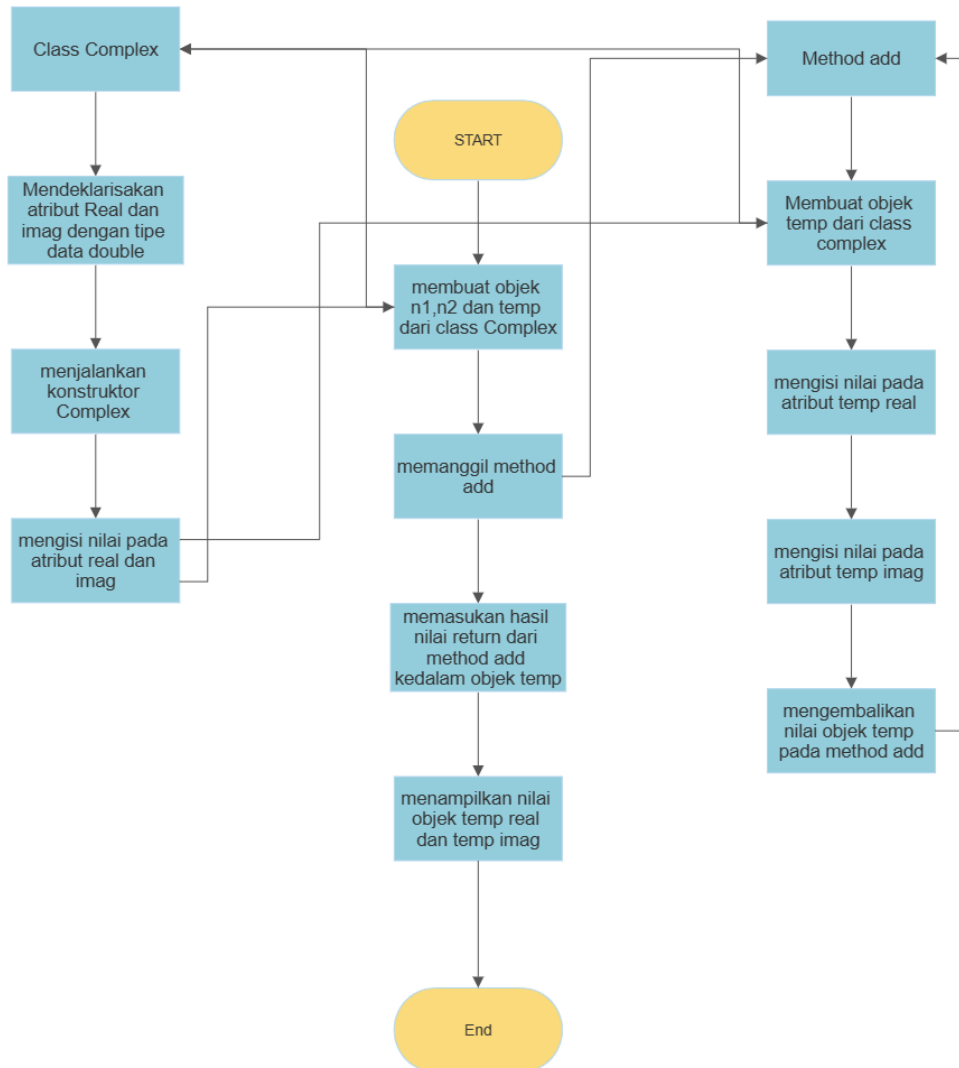 Class Complex
Mendeklarisakan
atribut Real dan
imag dengan tipe
data double
menjalankan
konstruktor
Complex
mengisi nilai pada
atribut real dan
imag
START
membuat objek
n1,n2 dan temp
dari class Complex
memanggil method
add
memasukan hasil
nilai return dari
method add
kedalam objek temp
menampilkan nilai
objek temp real
dan temp imag
End
Method add
Membuat objek
temp dari class
complex
mengisi nilai pada
atribut temp real
mengisi nilai pada
atribut temp imag
mengembalikan
nilai objek temp
pada method add